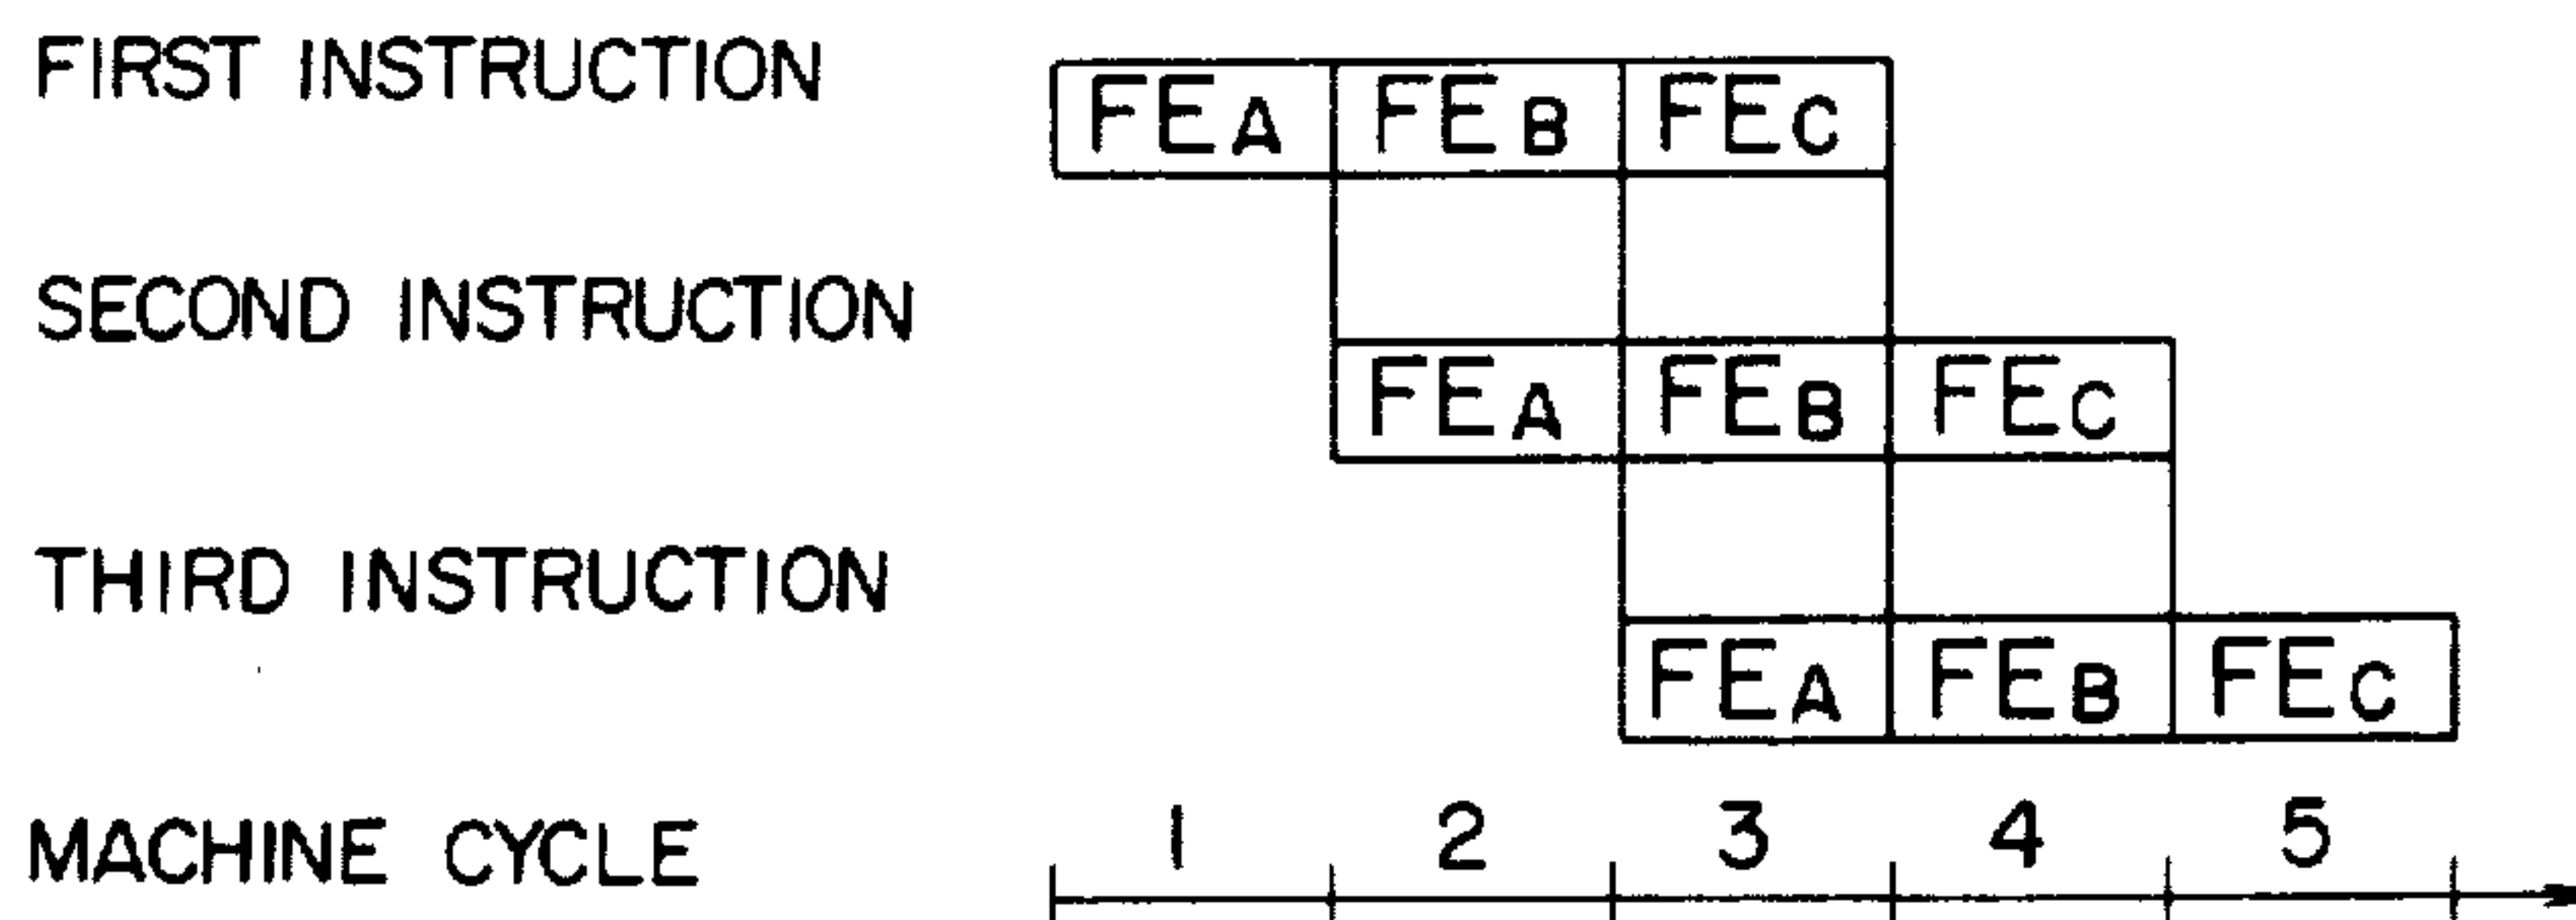 FIRST INSTRUCTION FEA FEB FEC
SECOND INSTRUCTION FEA FEB FEC
THIRD INSTRUCTION FEA FEB FEC
MACHINE CYCLE 1 2 3 4 5